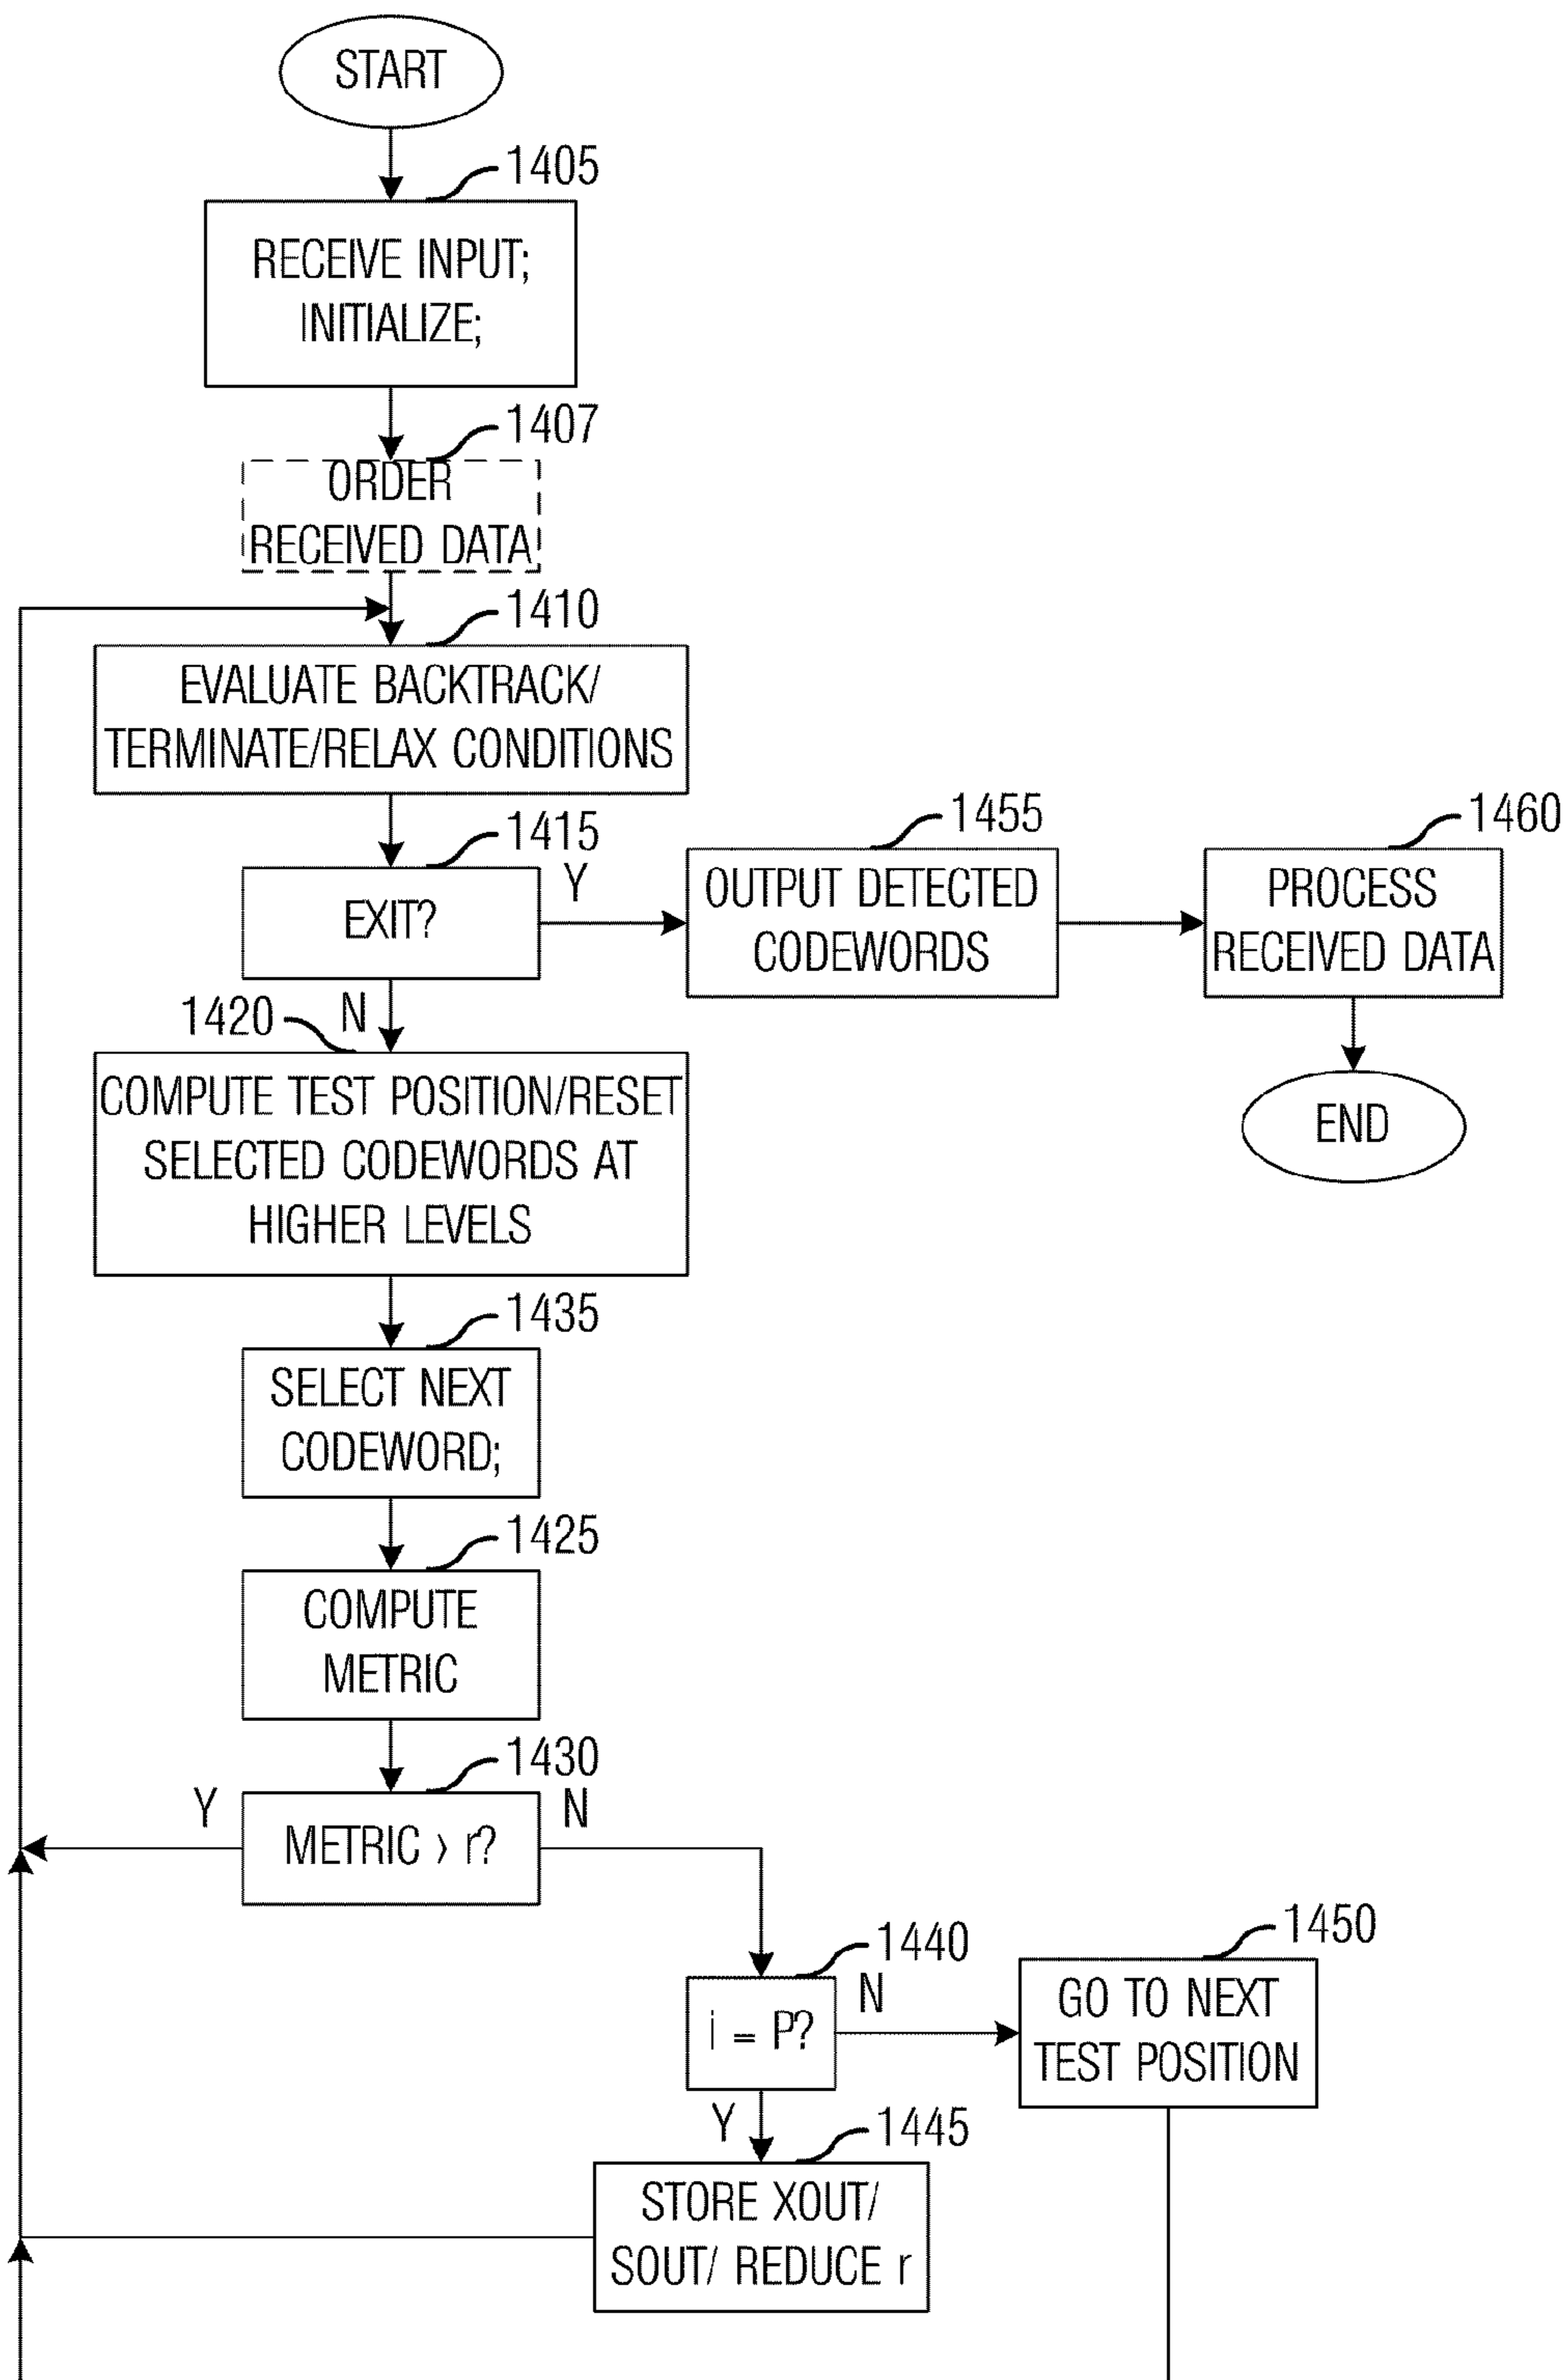 START
1405
RECEIVE INPUT;
INITIALIZE;
1407
ORDER
RECEIVED DATA
1410
EVALUATE BACKTRACK/
TERMINATE/RELAX CONDITIONS
1415
EXIT?
Y
N
1455
OUTPUT DETECTED
CODEWORDS
1460
PROCESS
RECEIVED DATA
END
1420
COMPUTE TEST POSITION/RESET
SELECTED CODEWORDS AT
HIGHER LEVELS
1435
SELECT NEXT
CODEWORD;
1425
COMPUTE
METRIC
1430
METRIC > r?
Y
N
1440
i = P?
N
Y
1450
GO TO NEXT
TEST POSITION
1445
STORE XOUT/
SOUT/ REDUCE r